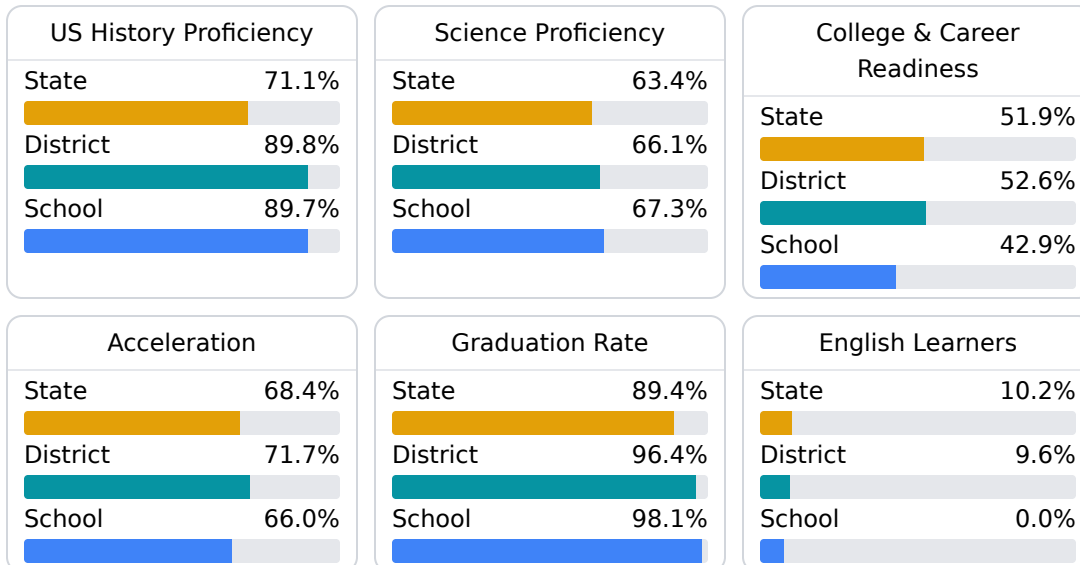 US History Proficiency
State 71.1%
District 89.8%
School 89.7%
Science Proficiency
State 63.4%
District 66.1%
School 67.3%
College & Career
Readiness
State 51.9%
District 52.6%
School 42.9%
Acceleration
State 68.4%
District 71.7%
School 66.0%
Graduation Rate
State 89.4%
District 96.4%
School 98.1%
English Learners
State 10.2%
District 9.6%
School 0.0%